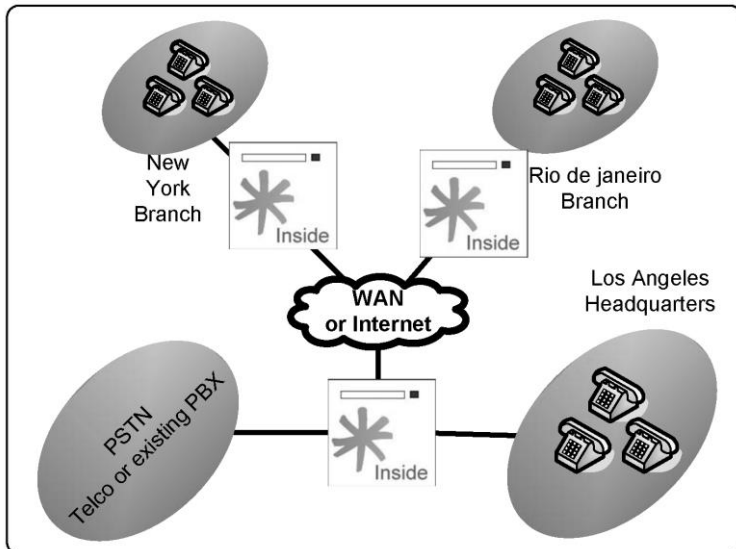 New
York
Branch
Inside
Inside
Rio de janeiro
Branch
WAN
or Internet
Los Angeles
Headquarters
PSTN
Telco or existing PBX
Inside